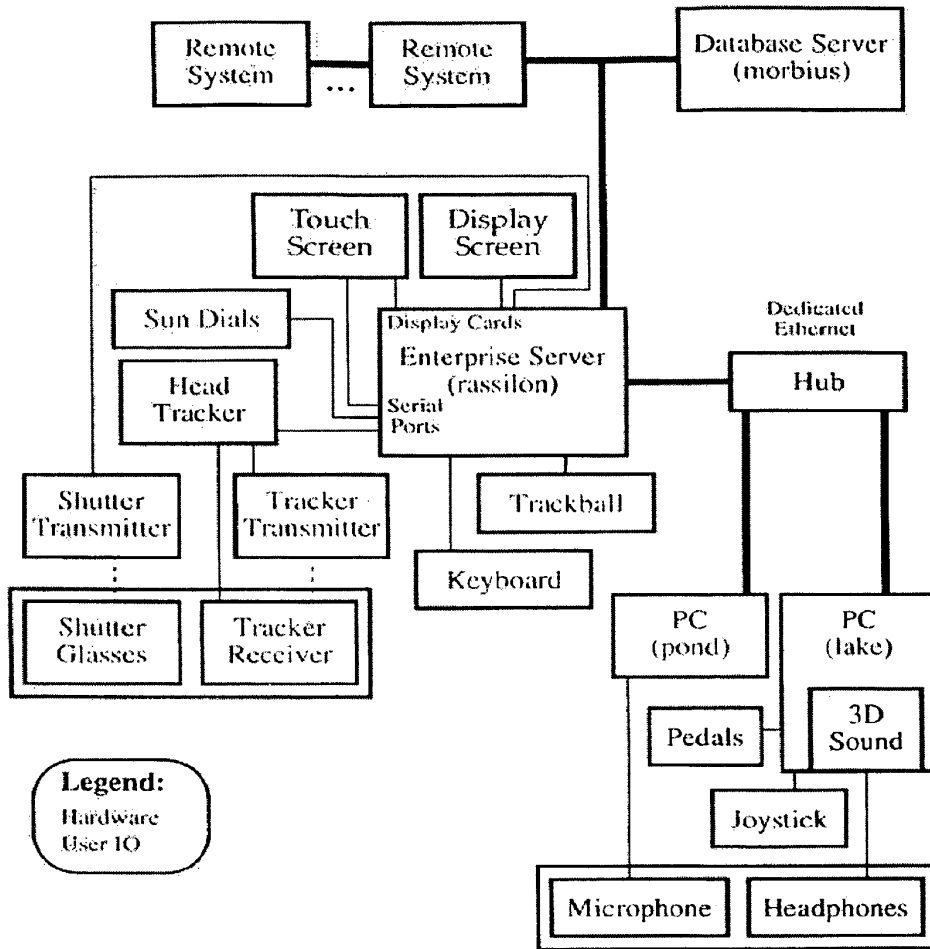 Remote
System
...
Remote
System
Database Server
(morbius)
Touch
Screen
Display
Screen
Sun Dials
Display Cards
Enterprise Server
(rassilon)
Serial
Ports
Dedicated
Ethernet
Hub
Head
Tracker
Shutter
Transmitter
Tracker
Transmitter
Trackball
Keyboard
Shutter
Glasses
Tracker
Receiver
PC
(pond)
PC
(lake)
3D
Sound
Pedals
Joystick
Microphone
Headphones
Legend:
Hardware
User IO